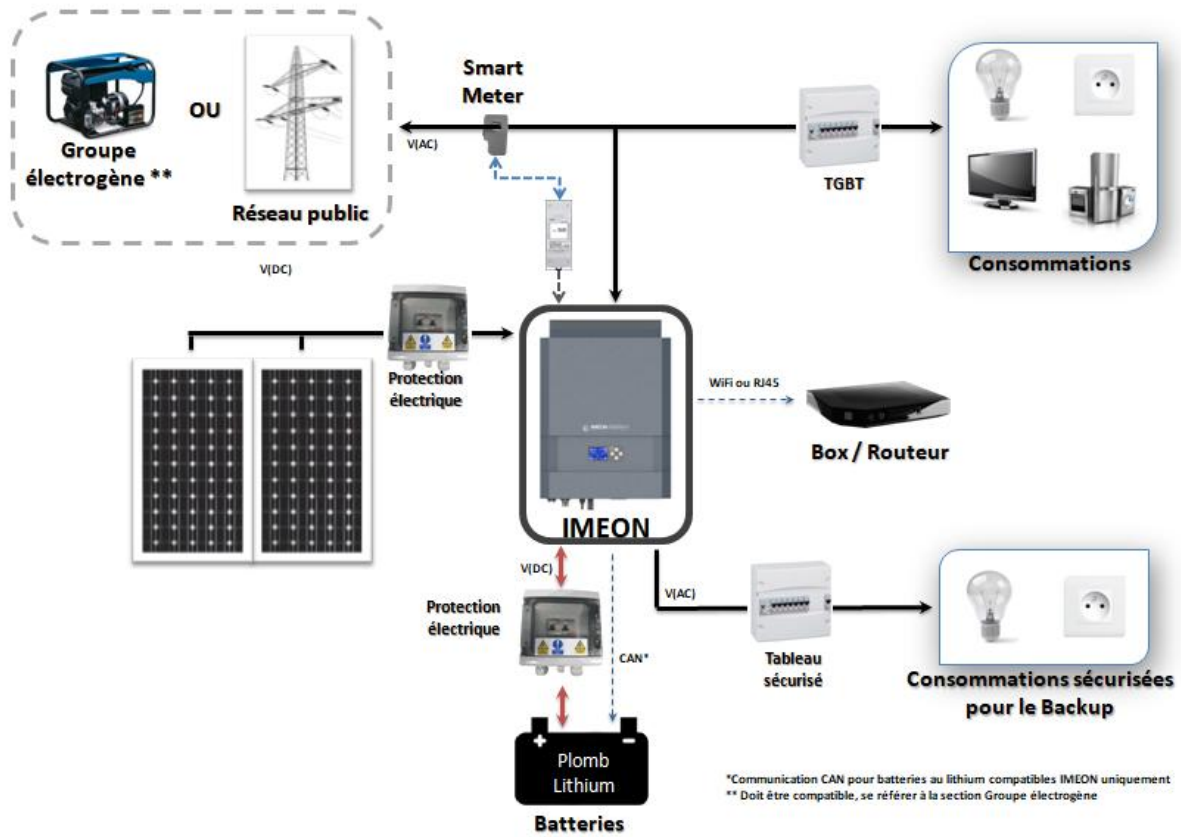 Smart
Meter
OU
V(AC)
Groupe
électrogène **
Réseau public
TGBT
Consommations
V(DC)
Protection
électrique
WiFi ou RJ45
Box / Routeur
IMEON
V(DC)
V(AC)
Protection
électrique
CAN*
Tableau
sécurisé
Consommations sécurisées
pour le Backup
+
-
Plomb
Lithium
Batteries
*Communication CAN pour batteries au lithium compatibles IMEON uniquement
** Doit être compatible, se référer à la section Groupe électrogène